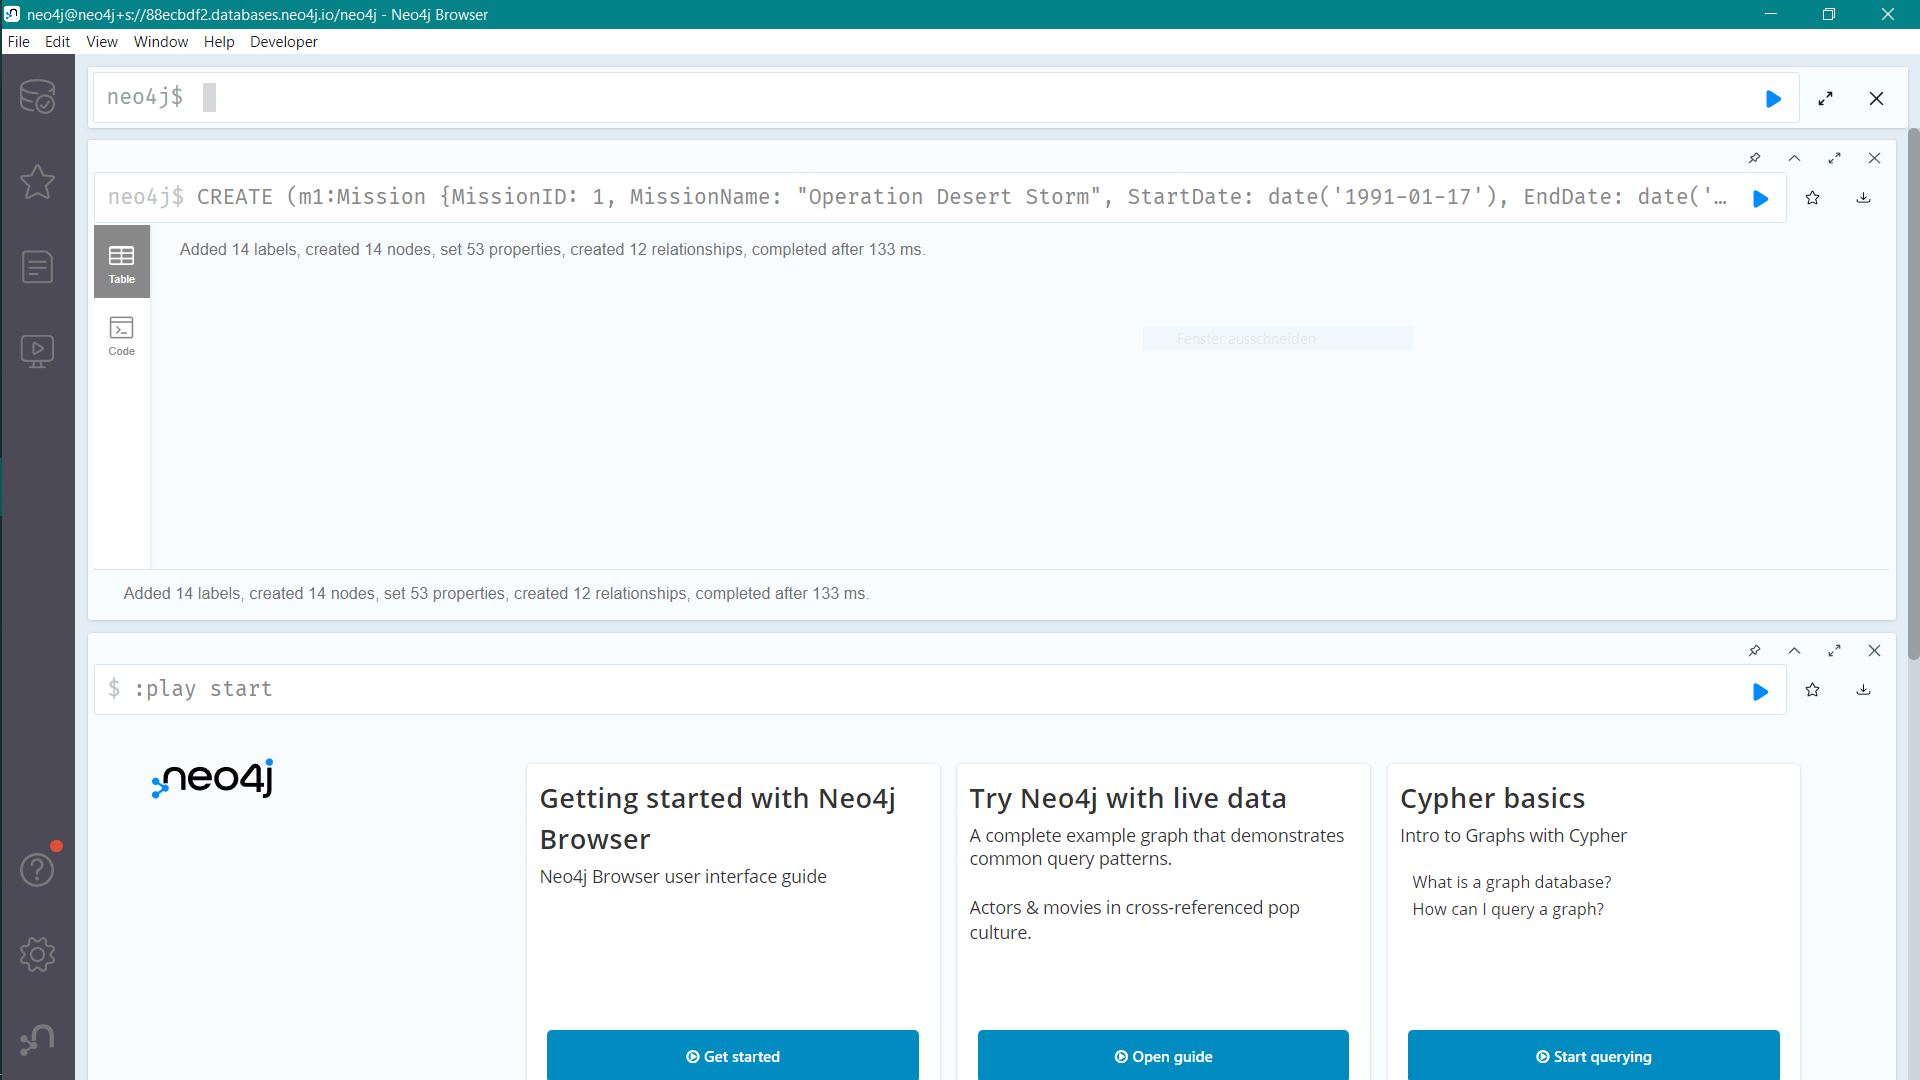 neo4j@neo4j+s://88ecbdf2.databases.neo4j.io/neo4j - Neo4j Browser
File Edit View Window Help Developer
neo4j$
neo4j$ CREATE (m1:Mission {MissionID: 1, MissionName: "Operation Desert Storm", StartDate: date('1991-01-17'), EndDate: date('…
Table
Added 14 labels, created 14 nodes, set 53 properties, created 12 relationships, completed after 133 ms.
Fenster ausschneiden
Code
Added 14 labels, created 14 nodes, set 53 properties, created 12 relationships, completed after 133 ms.
$ :play start
neo4j
Getting started with Neo4j
Browser
Neo4j Browser user interface guide
Get started
Try Neo4j with live data
A complete example graph that demonstrates
common query patterns.
Actors & movies in cross-referenced pop
culture.
Open guide
Cypher basics
Intro to Graphs with Cypher
What is a graph database?
How can I query a graph?
Start querying